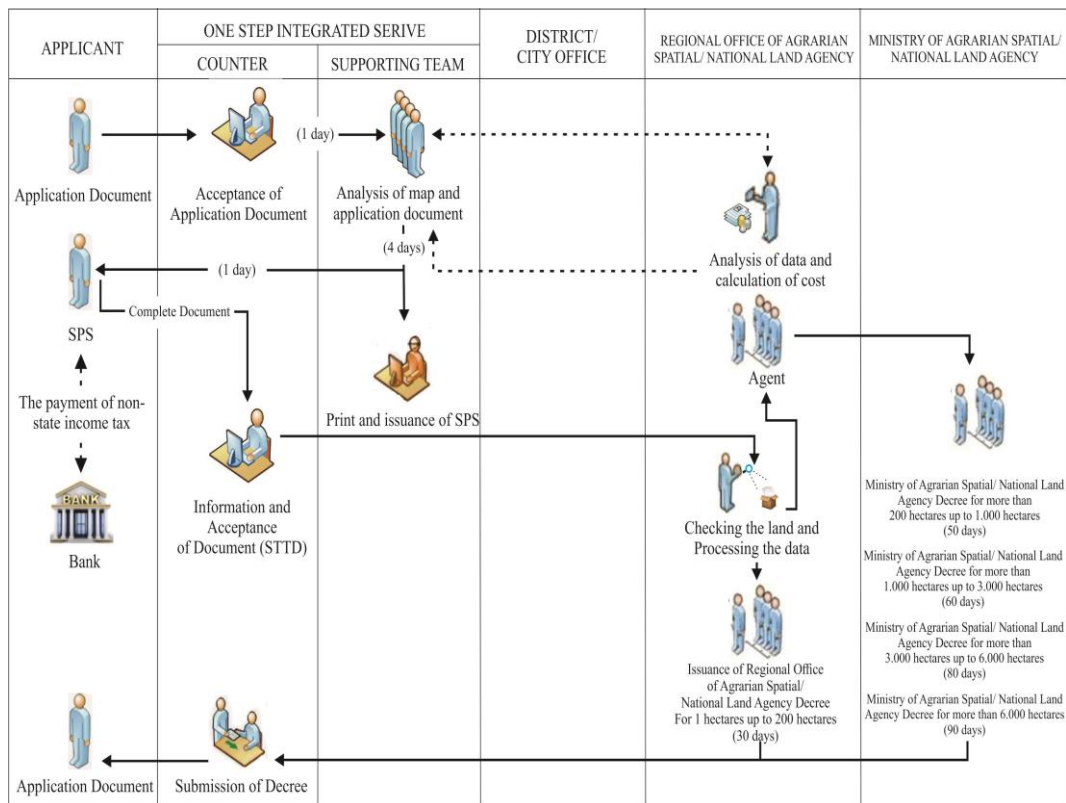 APPLICANT
ONE STEP INTEGRATED SERIVE
COUNTER
SUPPORTING TEAM
DISTRICT/
CITY OFFICE
REGIONAL OFFICE OF AGRARIAN
SPATIAL/ NATIONAL LAND AGENCY
MINISTRY OF AGRARIAN SPATIAL/
NATIONAL LAND AGENCY
(1 day)
Application Document
Acceptance of
Application Document
Analysis of map and
application document
(4 days)
Analysis of data and
calculation of cost
(1 day)
Complete Document
SPS
Agent
The payment of non-
state income tax
Print and issuance of SPS
BANK
Bank
Information and
Acceptance
of Document (STTD)
Checking the land and
Processing the data
Ministry of Agrarian Spatial/ National Land
Agency Decree for more than
200 hectares up to 1.000 hectares
(50 days)
Ministry of Agrarian Spatial/ National Land
Agency Decree for more than
1.000 hectares up to 3.000 hectares
(60 days)
Ministry of Agrarian Spatial/ National Land
Agency Decree for more than
3.000 hectares up to 6.000 hectares
(80 days)
Ministry of Agrarian Spatial/ National Land
Agency Decree for more than 6.000 hectares
(90 days)
Issuance of Regional Office
of Agrarian Spatial/
National Land Agency Decree
For 1 hectares up to 200 hectares
(30 days)
Application Document
Submission of Decree